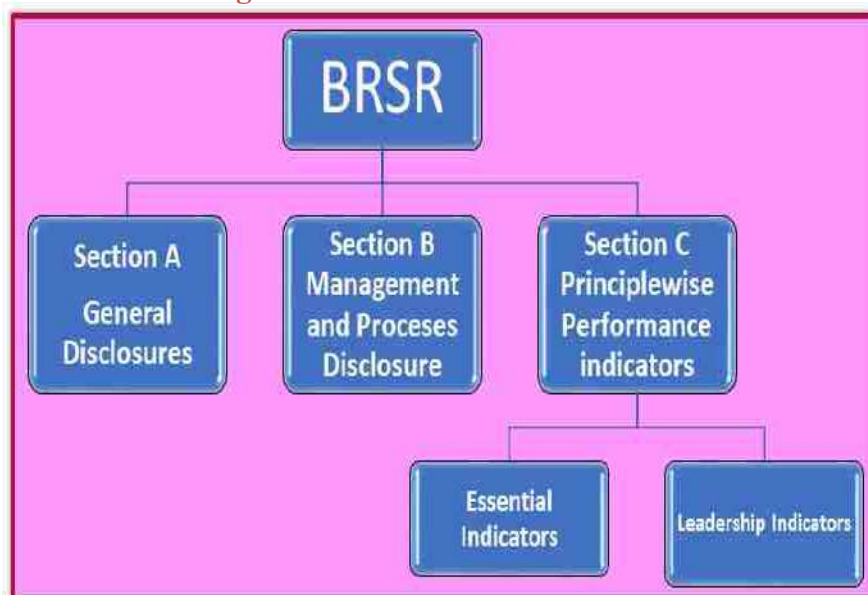 BRSR
Section A
General
Disclosures
Section B
Management
and Proceses
Disclosure
Section C
Principlewise
Performance
indicators
Essential
Indicators
Leadership Indicators